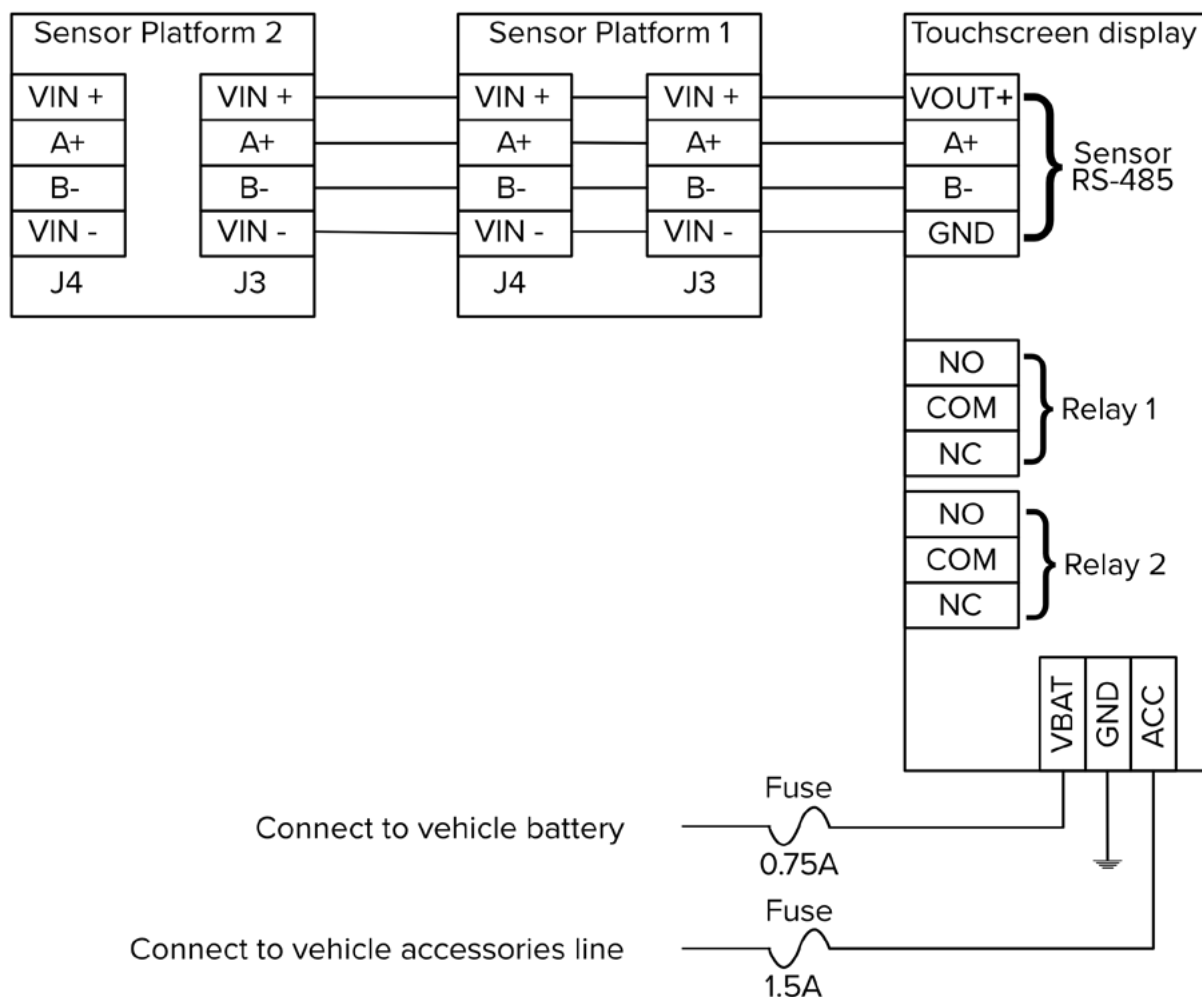 Sensor Platform 2
VIN +
A+
B-
VIN -
J4
VIN +
A+
B-
VIN -
J3
Sensor Platform 1
VIN +
A+
B-
VIN -
J4
VIN +
A+
B-
VIN -
J3
Touchscreen display
VOUT+
A+
B-
GND
Sensor
RS-485
NO
COM
NC
Relay 1
NO
COM
NC
Relay 2
VBAT
GND
ACC
Connect to vehicle battery
Fuse
0.75A
Connect to vehicle accessories line
Fuse
1.5A